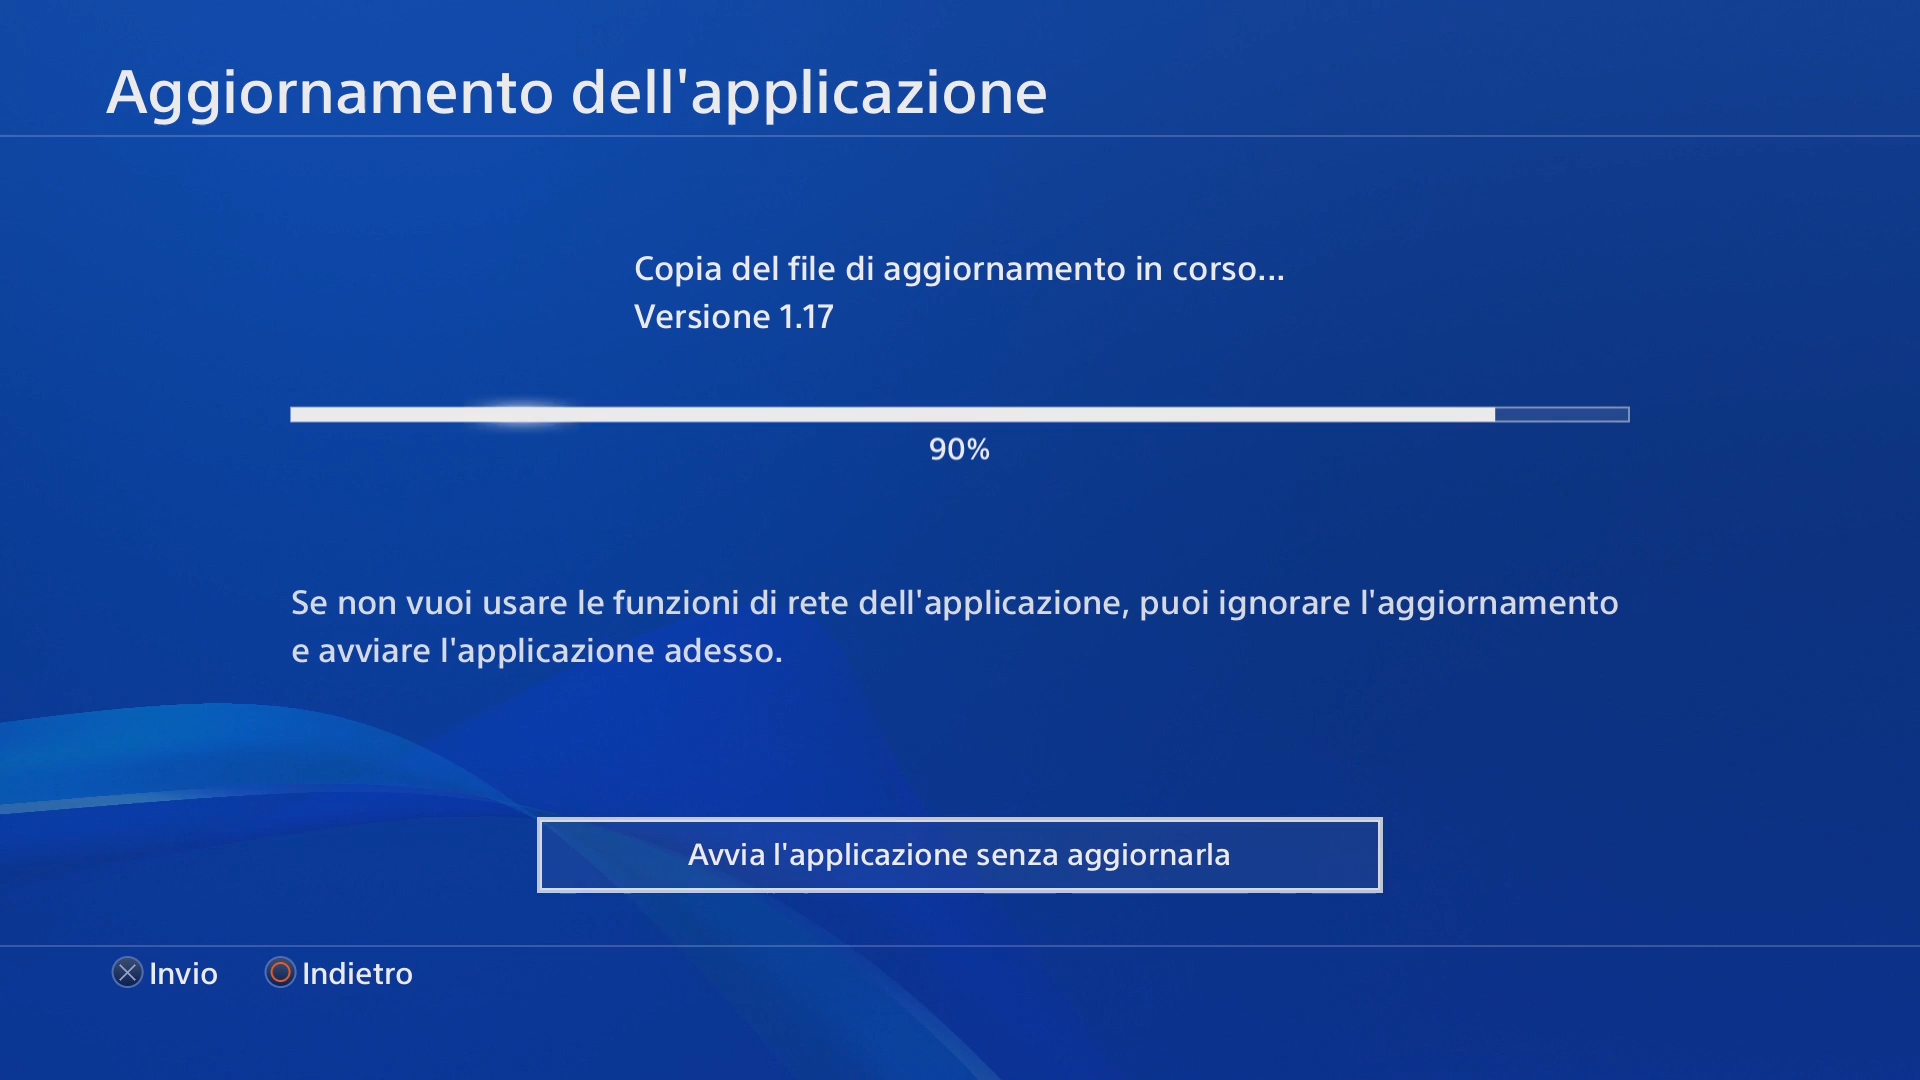 Aggiornamento dell'applicazione
Copia del file di aggiornamento in corso...
Versione 1.17
90%
Se non vuoi usare le funzioni di rete dell'applicazione, puoi ignorare l'aggiornamento
e avviare l'applicazione adesso.
Avvia l'applicazione senza aggiornarla
Invio Indietro